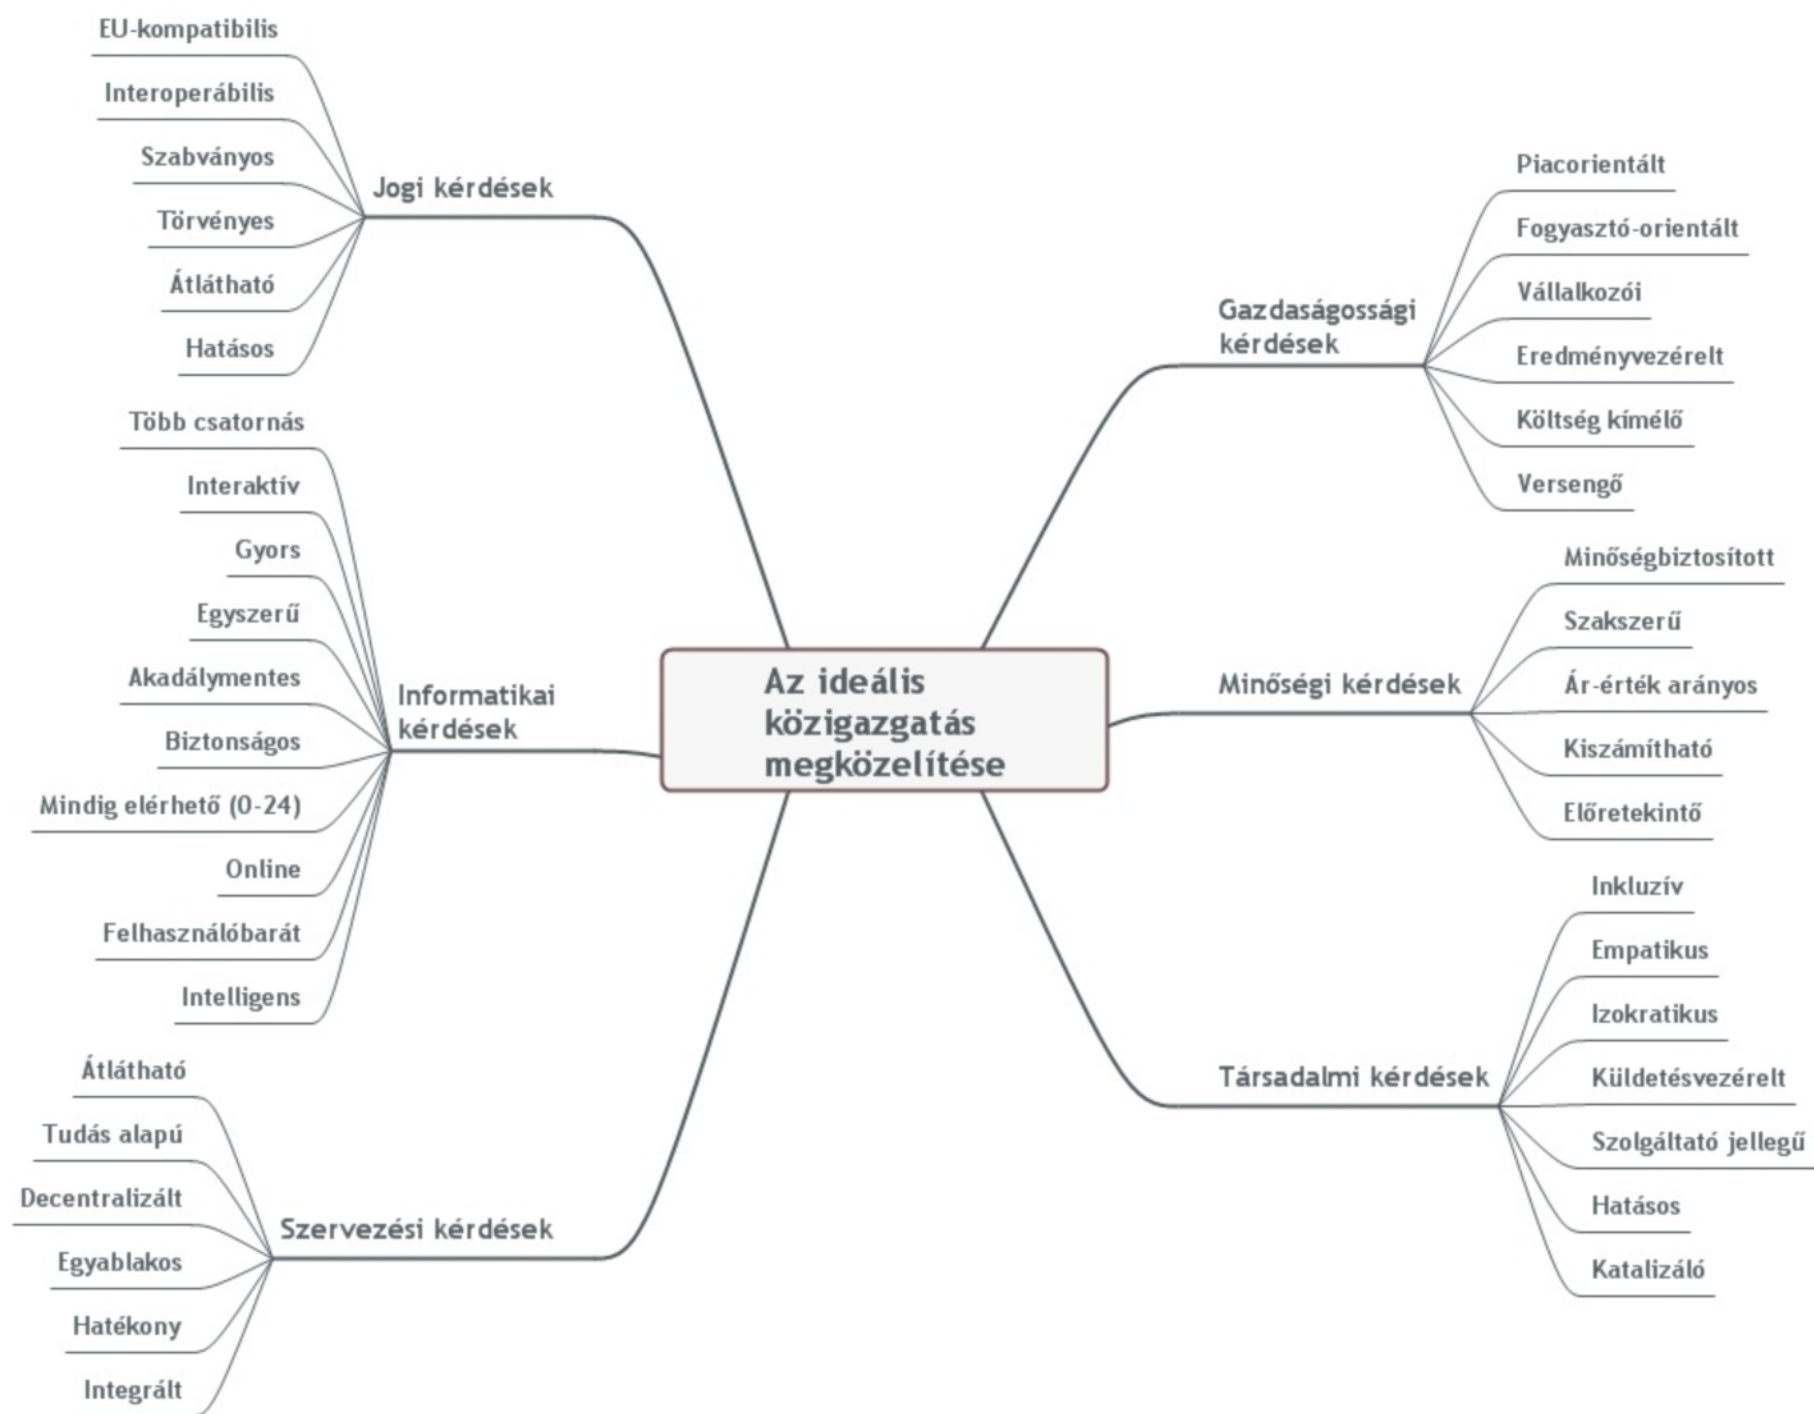 EU-kompatibilis
Interoperábilis
Szabványos
Törvényes
Átlátható
Hatásos
Jogi kérdések
Több csatornás
Interaktív
Gyors
Egyszerű
Akadálymentes
Biztonságos
Mindig elérhető (0-24)
Online
Felhasználóbarát
Intelligens
Informatikai
kérdések
Átlátható
Tudás alapú
Decentralizált
Egyablakos
Hatékony
Integrált
Szervezési kérdések
Az ideális
közigazgatás
megközelítése
Gazdaságossági
kérdések
Piacorientált
Fogyasztó-orientált
Vállalkozói
Eredményvezérelt
Költség kímélő
Versengő
Minőségi kérdések
Minőségbiztosított
Szakszerű
Ár-érték arányos
Kiszámítható
Előretekintő
Társadalmi kérdések
Inkluzív
Empatikus
Izokratikus
Küldetésvezérelt
Szolgáltató jellegű
Hatásos
Katalizáló